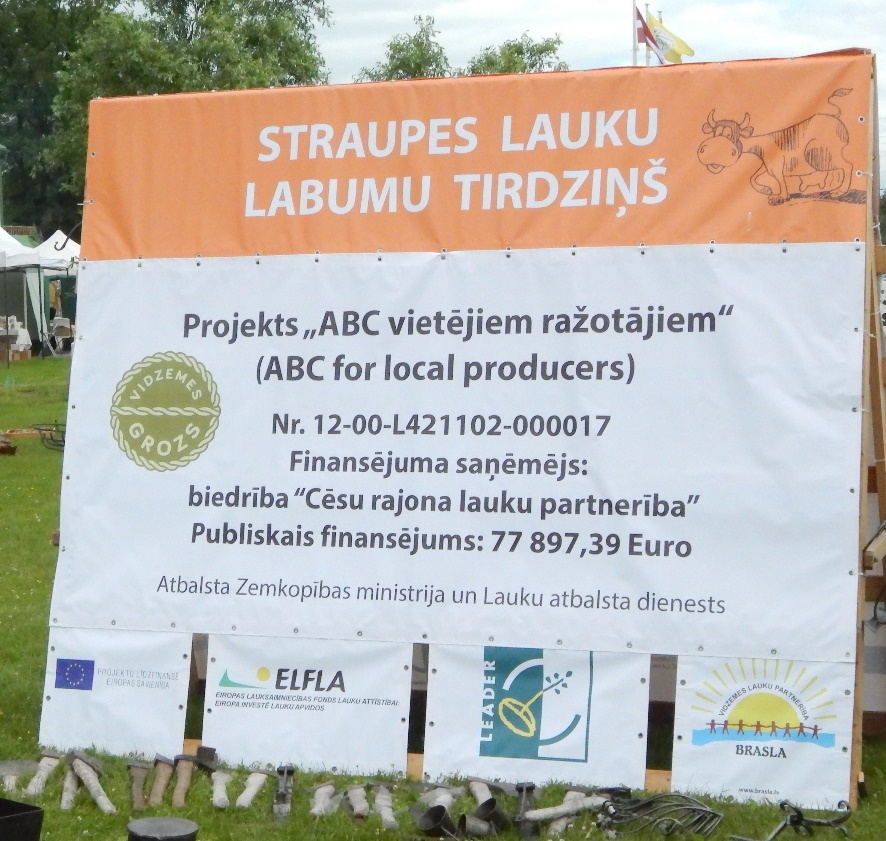 STRAUPES LAUKU
LABUMU TIRDZIŅŠ
Projekts „ABC vietējiem ražotājiem“
(ABC for local producers)
VIDZEMES
GROZS
Nr. 12-00-L421102-000017
Finansējuma saņēmējs:
biedrība “Cēsu rajona lauku partnerība”
Publiskais finansējums: 77 897,39 Euro
Atbalsta Zemkopības ministrija un Lauku atbalsta dienests
PROJEKTU LĪDZFINANSĒ
EIROPAS SAVIENĪBA
ELFLA
EIROPAS LAUKSAIMNIECĪBAS FONDS LAUKU ATTĪSTĪBAI:
EIROPA INVESTĒ LAUKU APVIDOS
LEADER
VIDZEMES LAUKU PARTNERĪBA
BRASLA
www.brasla.lv